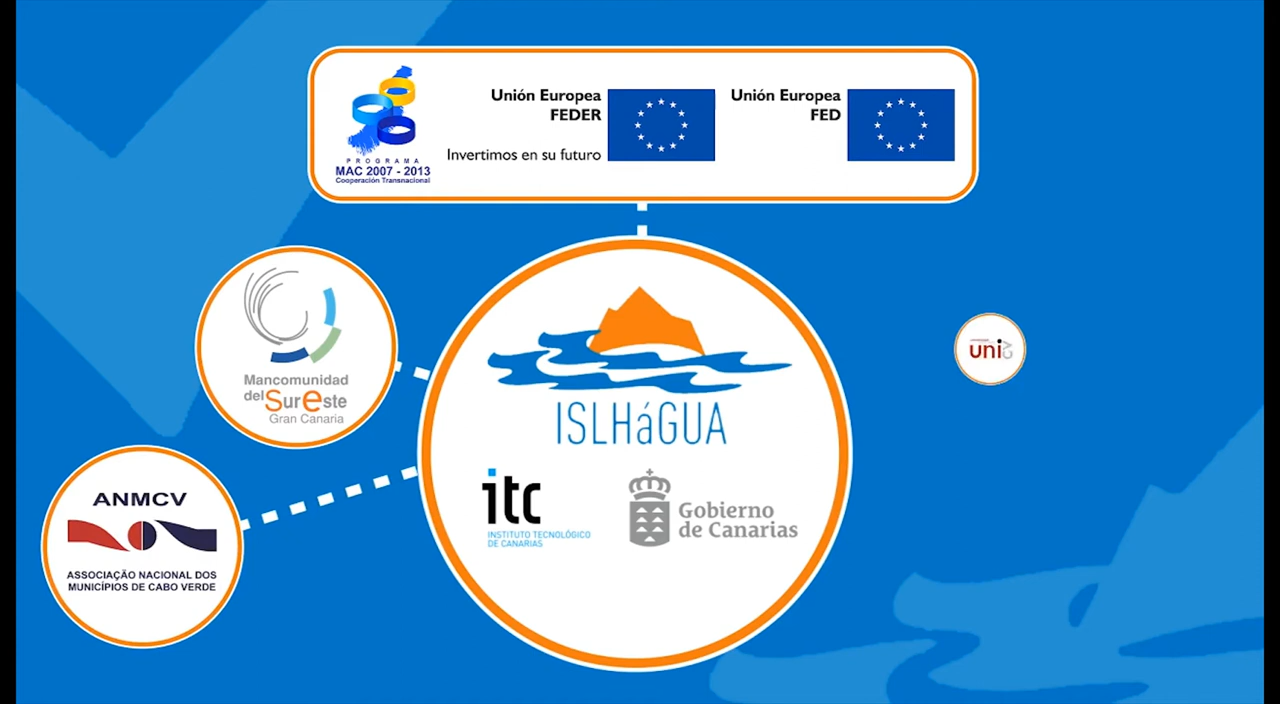 PROGRAMA
MAC 2007 - 2013
Cooperación Transnacional
Unión Europea
FEDER
Invertimos en su futuro
Unión Europea
FED
Mancomunidad
del Sureste
Gran Canaria
ISLHáGUA
itc
INSTITUTO TECNOLÓGICO
DE CANARIAS
Gobierno
de Canarias
uni
cv
ANMCV
ASSOCIAÇÃO NACIONAL DOS
MUNICÍPIOS DE CABO VERDE